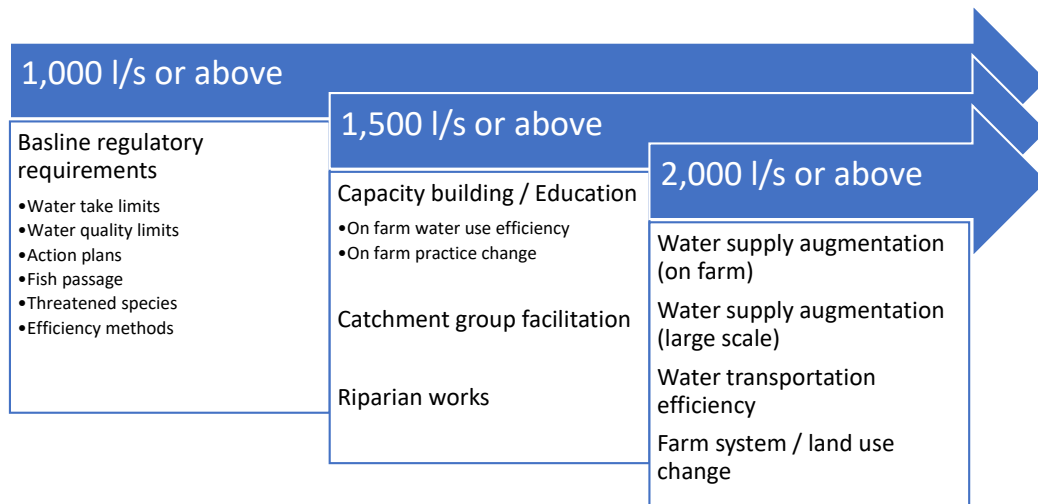 1,000 l/s or above
Basline regulatory
requirements
•Water take limits
•Water quality limits
•Action plans
•Fish passage
•Threatened species
•Efficiency methods
1,500 l/s or above
Capacity building / Education
•On farm water use efficiency
•On farm practice change
Catchment group facilitation
Riparian works
2,000 l/s or above
Water supply augmentation
(on farm)
Water supply augmentation
(large scale)
Water transportation
efficiency
Farm system / land use
change